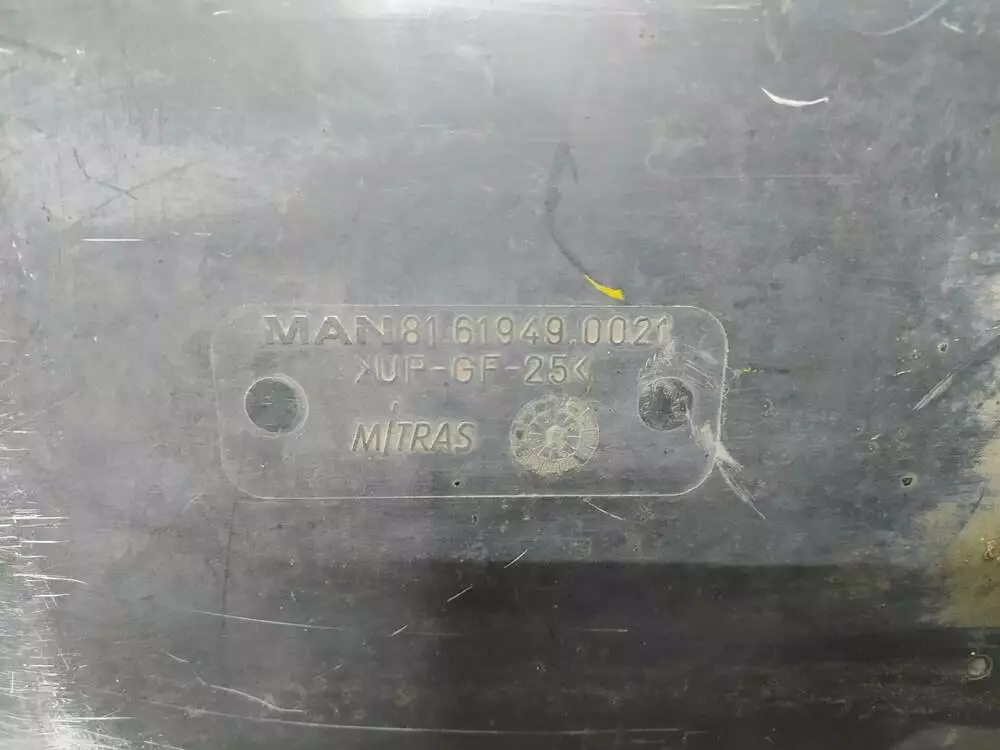 MAN 81.61949.0021
>UP-GF-25<
MITRAS